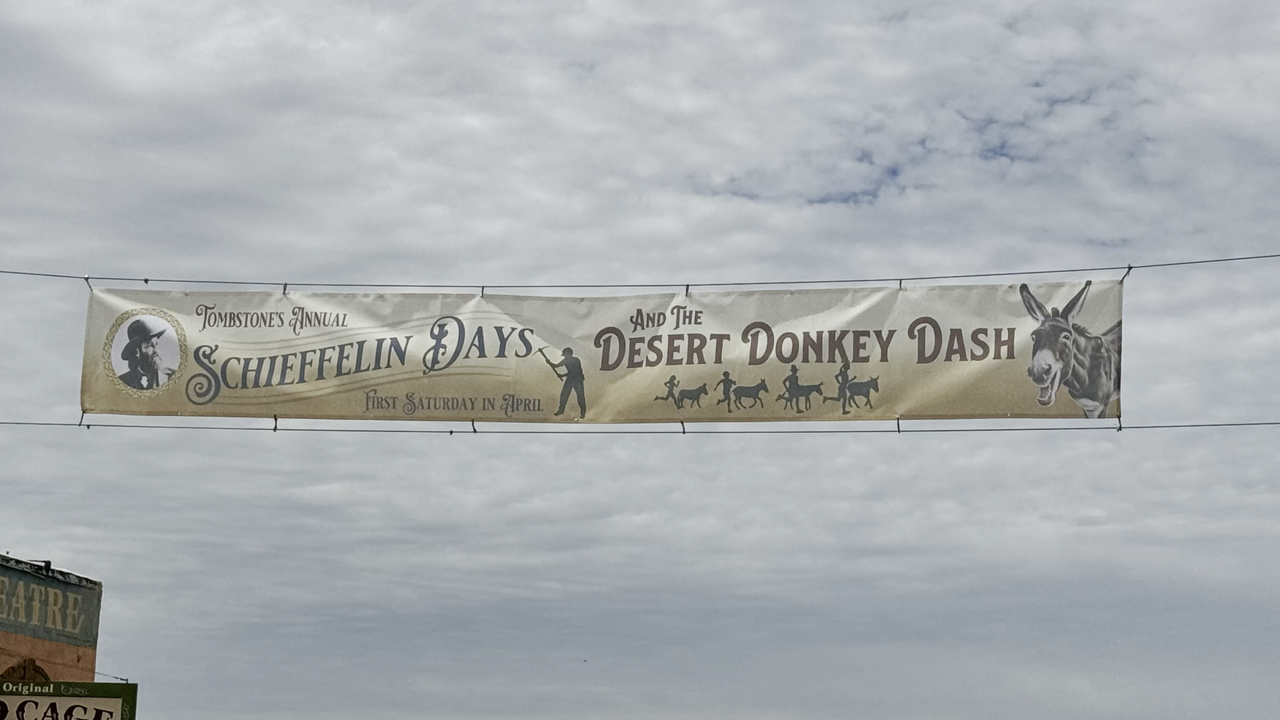 Tombstone's Annual
Schieffelin Days
First Saturday in April
And The
Desert Donkey Dash
EATRE
Original
CAGE